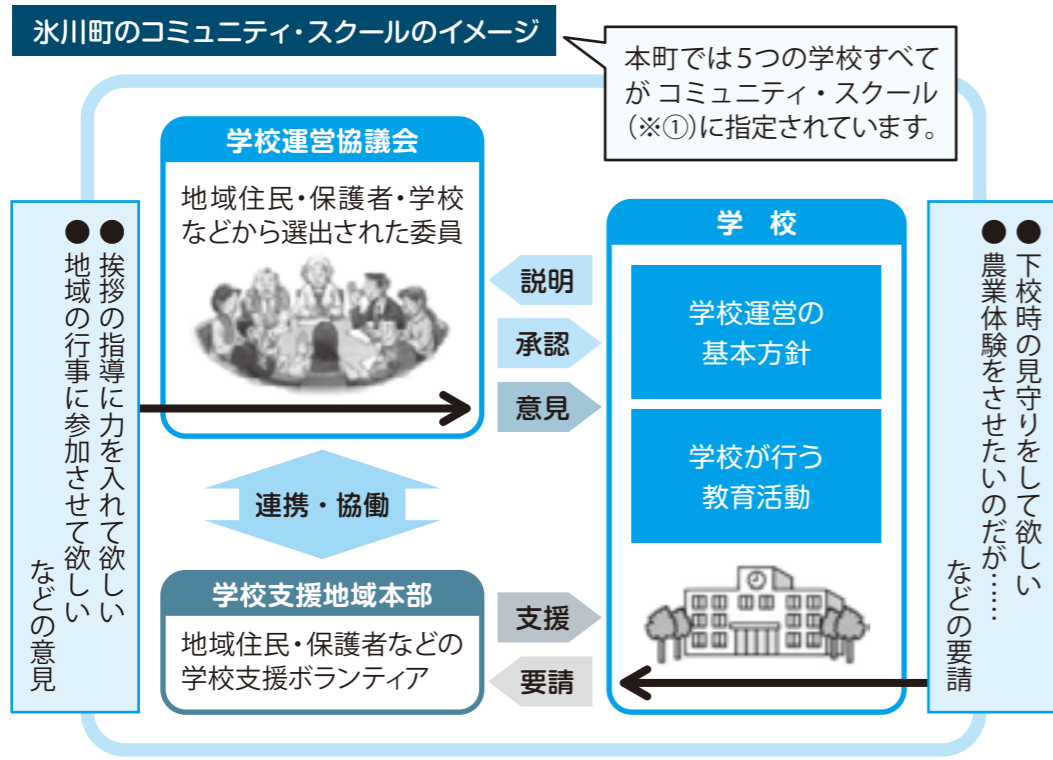 氷川町のコミュニティ・スクールのイメージ
本町では5つの学校すべて
が コミュニティ・スクール
(※①)に指定されています。
学校運営協議会
地域住民・保護者・学校
などから選出された委員
● 挨拶の指導に力を入れて欲しい
● 地域の行事に参加させて欲しい
などの意見
説明
承認
意見
連携・協働
学校支援地域本部
地域住民・保護者などの
学校支援ボランティア
支援
要請
学 校
学校運営の
基本方針
学校が行う
教育活動
● 下校時の見守りをして欲しい
● 農業体験をさせたいのだが……
などの要請